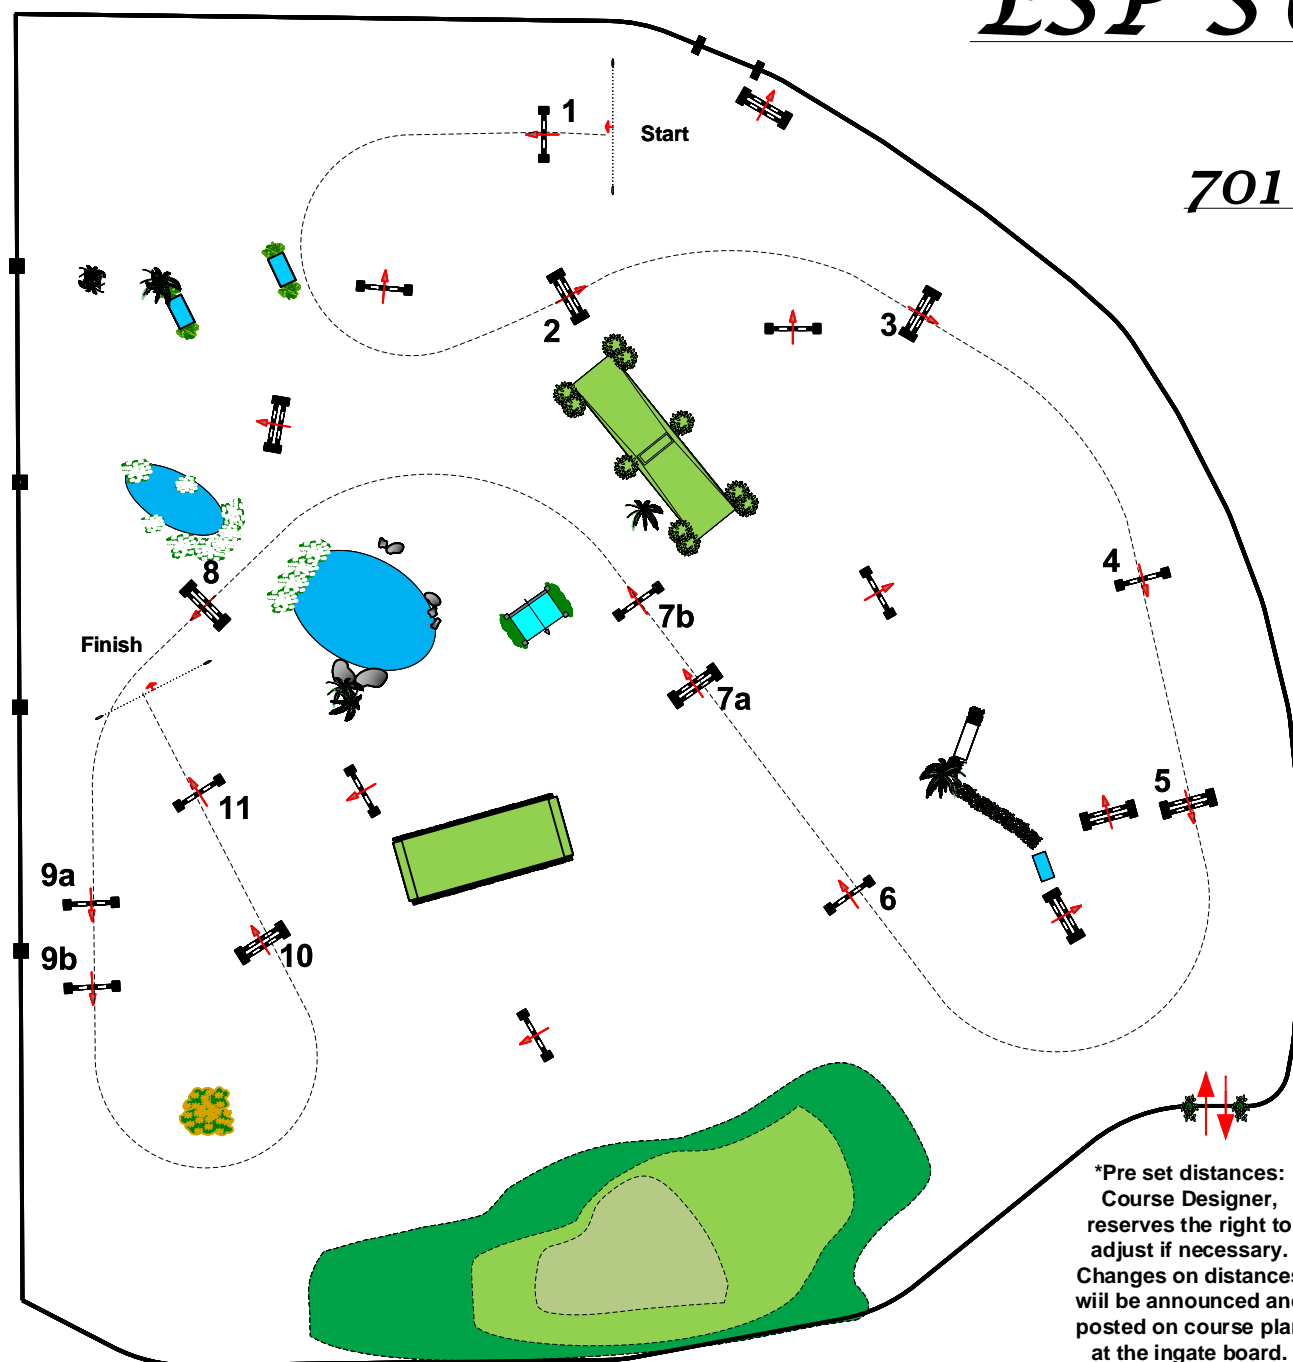 ESP S
701
1
Start
2
3
4
8
7b
Finish
7a
5
11
9a
6
10
9b
*Pre set distances:
Course Designer,
reserves the right to
adjust if necessary.
Changes on distances
wiil be announced and
posted on course plan
at the ingate board.